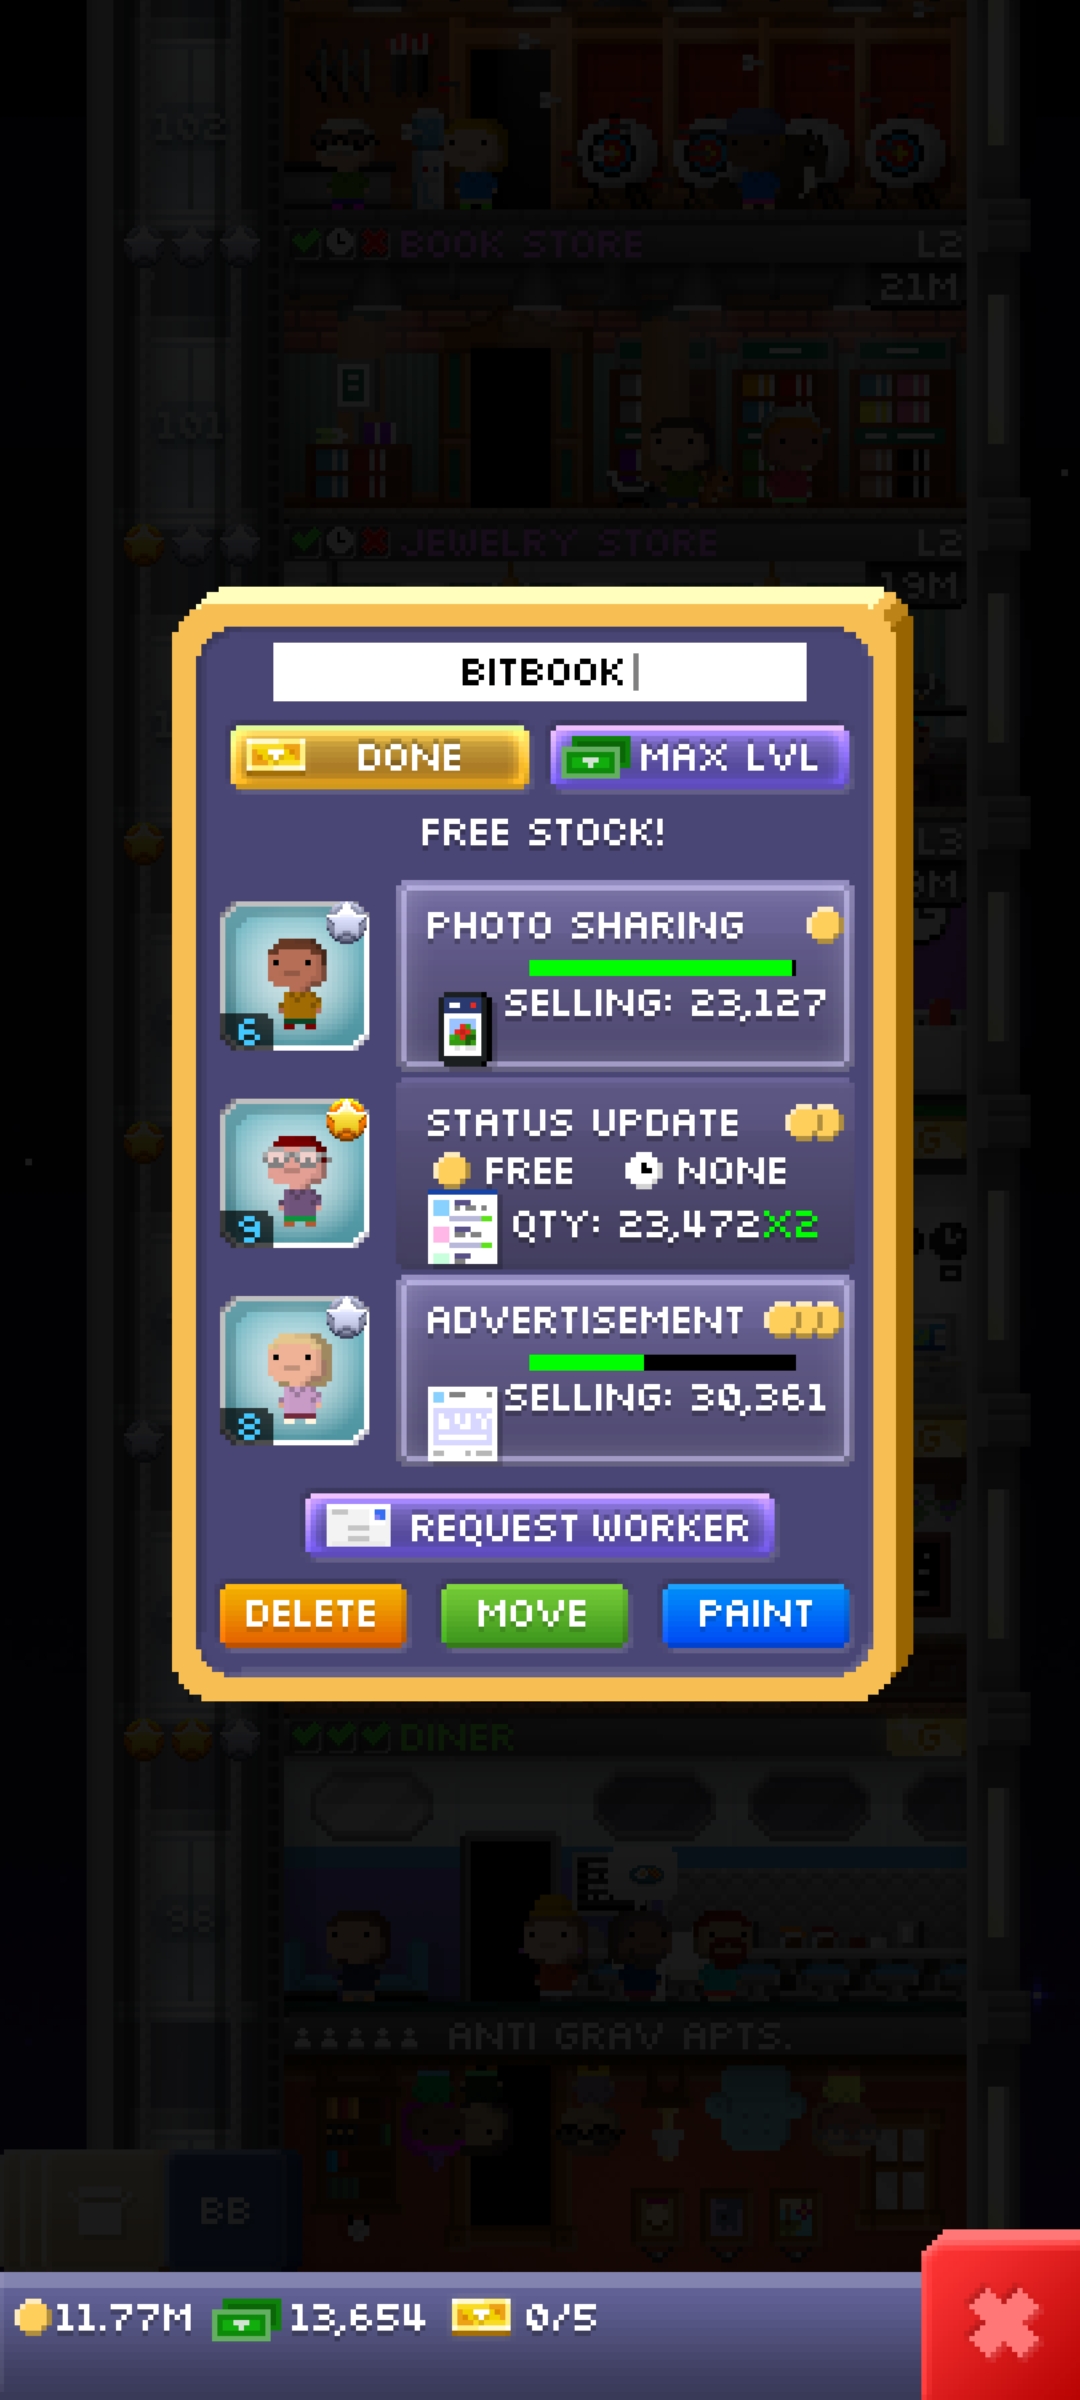 102
BOOK STORE L2
21M
101
JEWELRY STORE L2
19M
BITBOOK
DONE
MAX LVL
L3
9M
FREE STOCK!
PHOTO SHARING
SELLING: 23,127
6
STATUS UPDATE
G
FREE NONE
QTY: 23,472X2
9
ADVERTISEMENT
SELLING: 30,361
8
G
REQUEST WORKER
DELETE
MOVE
PAINT
DINER G
ANTI GRAV APTS.
BB
11.77M 13,654 0/5